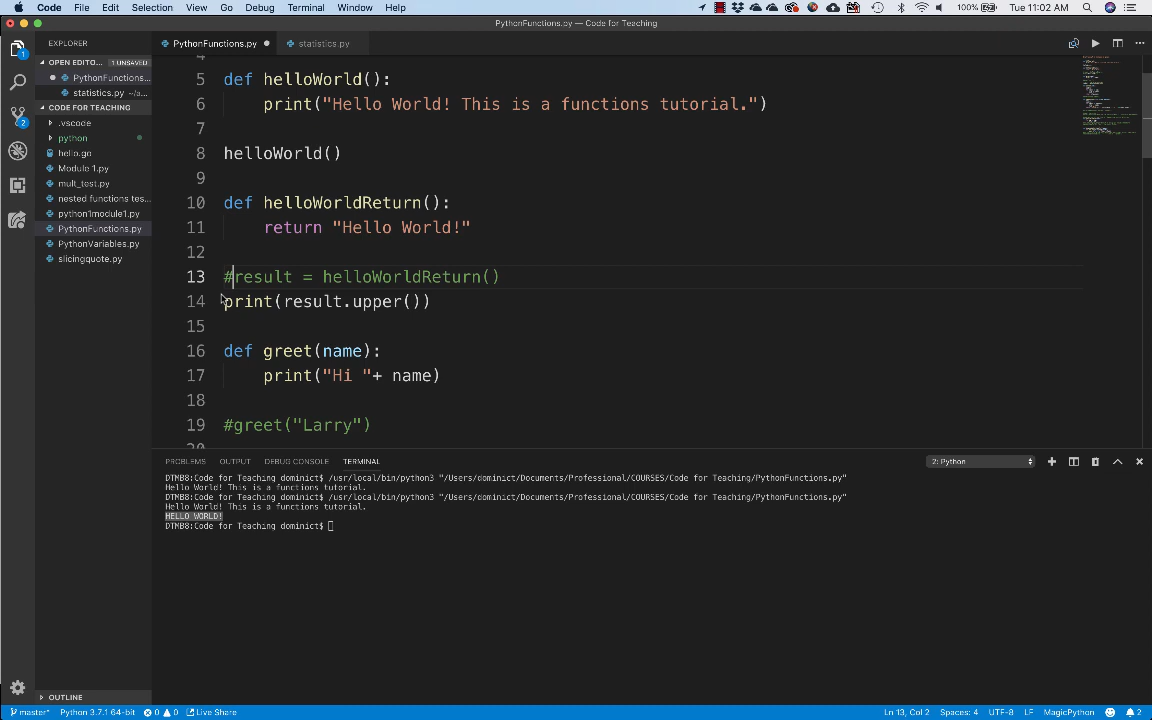 Code File Edit Selection View Go Debug Terminal Window Help 100% Tue 11:02 AM
PythonFunctions.py — Code for Teaching
EXPLORER
PythonFunctions.py
statistics.py
OPEN EDITO... 1 UNSAVED
PythonFunctions...
statistics.py ~/a...
CODE FOR TEACHING
.vscode
python
hello.go
Module 1.py
mult_test.py
nested functions tes...
python1module1.py
PythonFunctions.py
PythonVariables.py
slicingquote.py
4
5 def helloWorld():
6 print("Hello World! This is a functions tutorial.")
7
8 helloWorld()
9
10 def helloWorldReturn():
11 return "Hello World!"
12
13 #result = helloWorldReturn()
14 print(result.upper())
15
16 def greet(name):
17 print("Hi "+ name)
18
19 #greet("Larry")
20
PROBLEMS OUTPUT DEBUG CONSOLE TERMINAL 2: Python
DTMB8:Code for Teaching dominict$ /usr/local/bin/python3 "/Users/dominict/Documents/Professional/COURSES/Code for Teaching/PythonFunctions.py"
Hello World! This is a functions tutorial.
DTMB8:Code for Teaching dominict$ /usr/local/bin/python3 "/Users/dominict/Documents/Professional/COURSES/Code for Teaching/PythonFunctions.py"
Hello World! This is a functions tutorial.
HELLO WORLD!
DTMB8:Code for Teaching dominict$
OUTLINE
master* Python 3.7.1 64-bit 0 0 Live Share Ln 13, Col 2 Spaces: 4 UTF-8 LF MagicPython 2